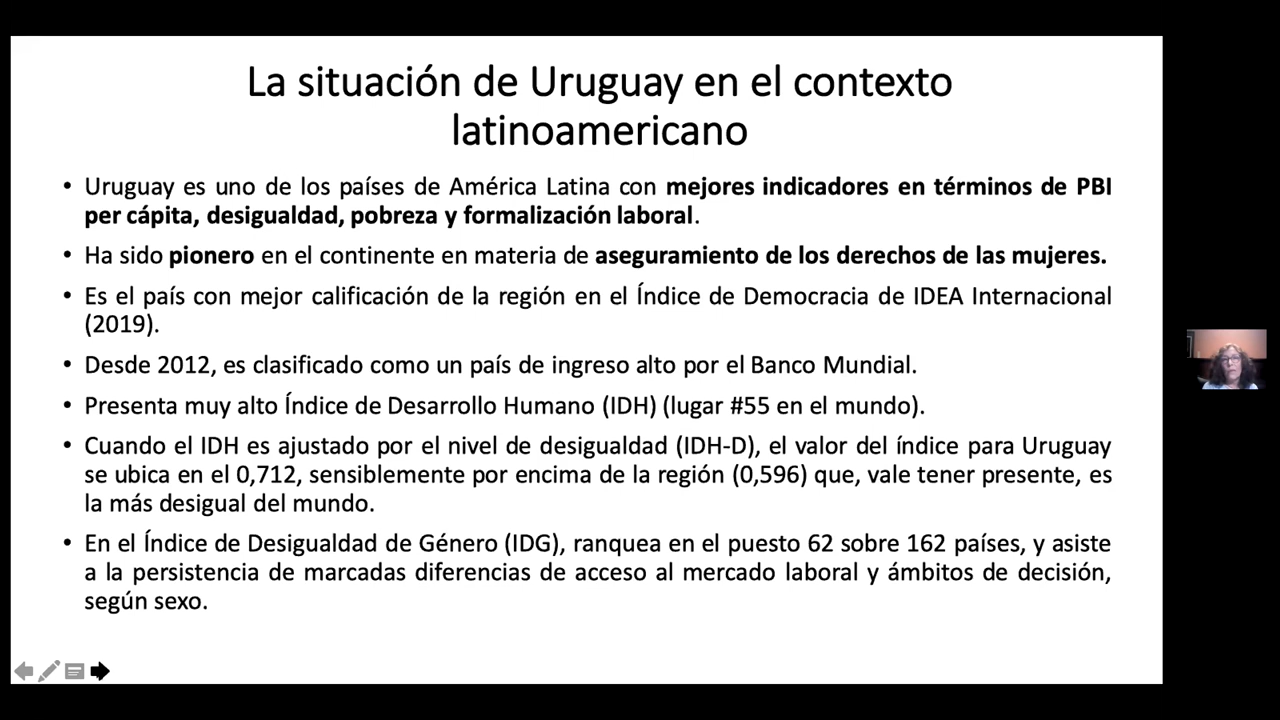 La situación de Uruguay en el contexto
latinoamericano
• Uruguay es uno de los países de América Latina con mejores indicadores en términos de PBI
per cápita, desigualdad, pobreza y formalización laboral.
• Ha sido pionero en el continente en materia de aseguramiento de los derechos de las mujeres.
• Es el país con mejor calificación de la región en el Índice de Democracia de IDEA Internacional
(2019).
• Desde 2012, es clasificado como un país de ingreso alto por el Banco Mundial.
• Presenta muy alto Índice de Desarrollo Humano (IDH) (lugar #55 en el mundo).
• Cuando el IDH es ajustado por el nivel de desigualdad (IDH-D), el valor del índice para Uruguay
se ubica en el 0,712, sensiblemente por encima de la región (0,596) que, vale tener presente, es
la más desigual del mundo.
• En el Índice de Desigualdad de Género (IDG), ranquea en el puesto 62 sobre 162 países, y asiste
a la persistencia de marcadas diferencias de acceso al mercado laboral y ámbitos de decisión,
según sexo.